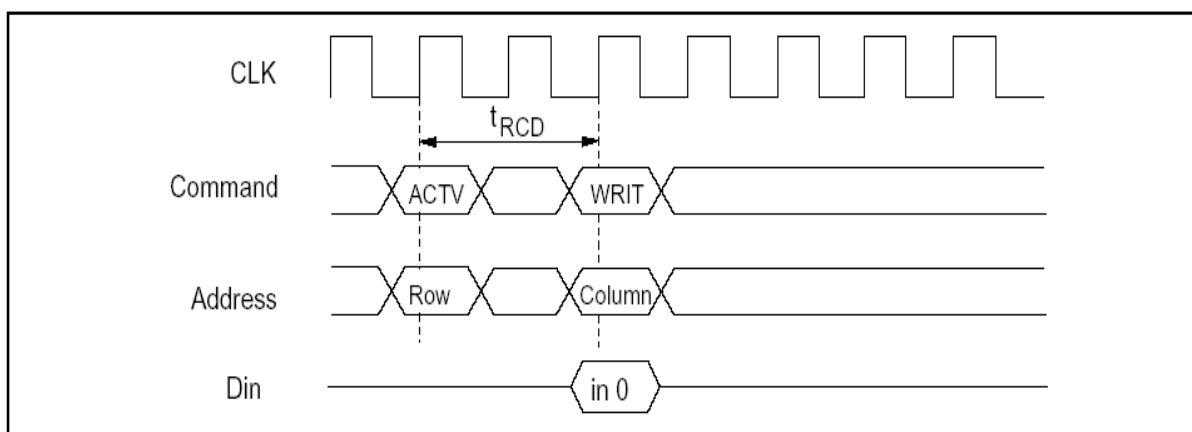 CLK
tRCD
Command ACTV WRIT
Address Row Column
Din in 0